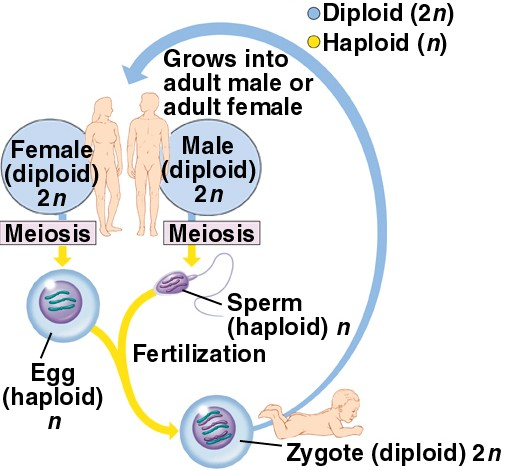 Diploid (2n)
Haploid (n)
Grows into
adult male or
adult female
Female
(diploid)
2n
Male
(diploid)
2n
Meiosis
Meiosis
Sperm
(haploid) n
Fertilization
Egg
(haploid)
n
Zygote (diploid) 2n